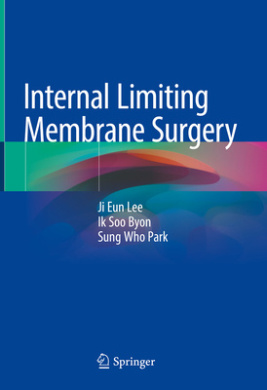 Internal Limiting
Membrane Surgery
Ji Eun Lee
Ik Soo Byon
Sung Who Park
Springer